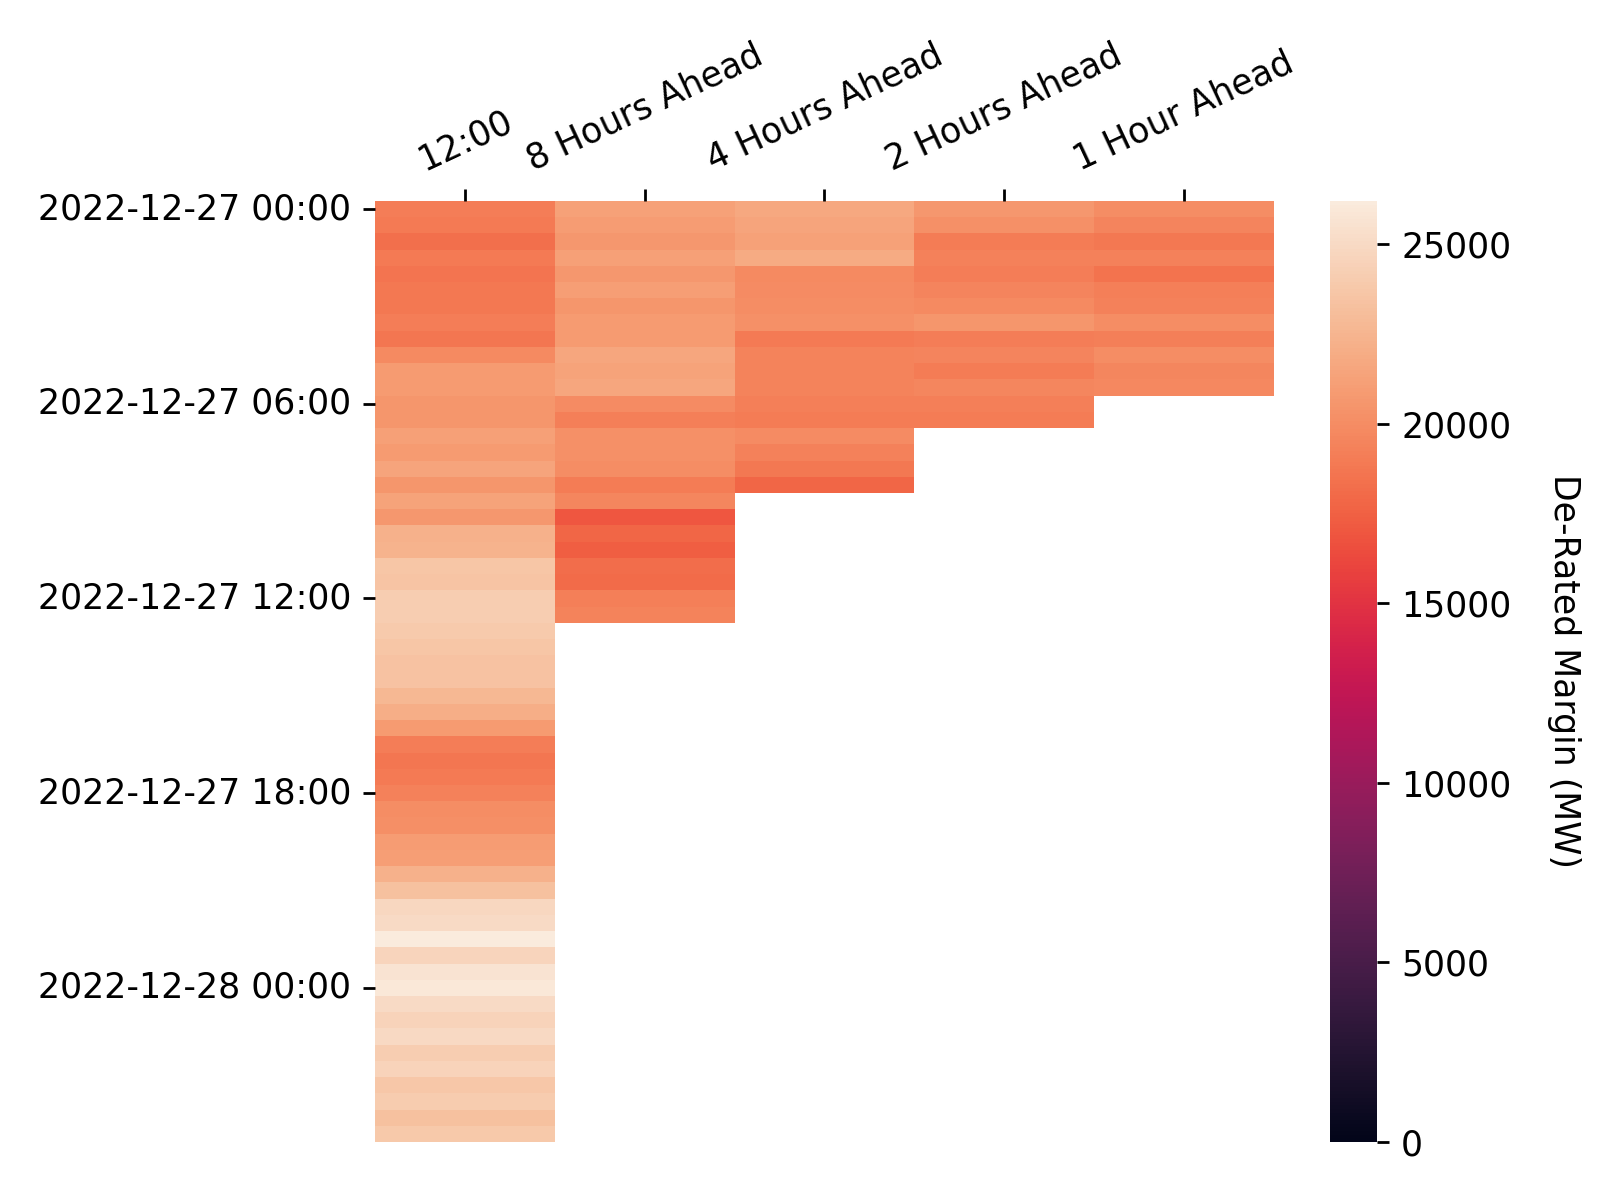 12:00
8 Hours Ahead
4 Hours Ahead
2 Hours Ahead
1 Hour Ahead
2022-12-27 00:00
2022-12-27 06:00
2022-12-27 12:00
2022-12-27 18:00
2022-12-28 00:00
25000
20000
15000
10000
5000
0
De-Rated Margin (MW)